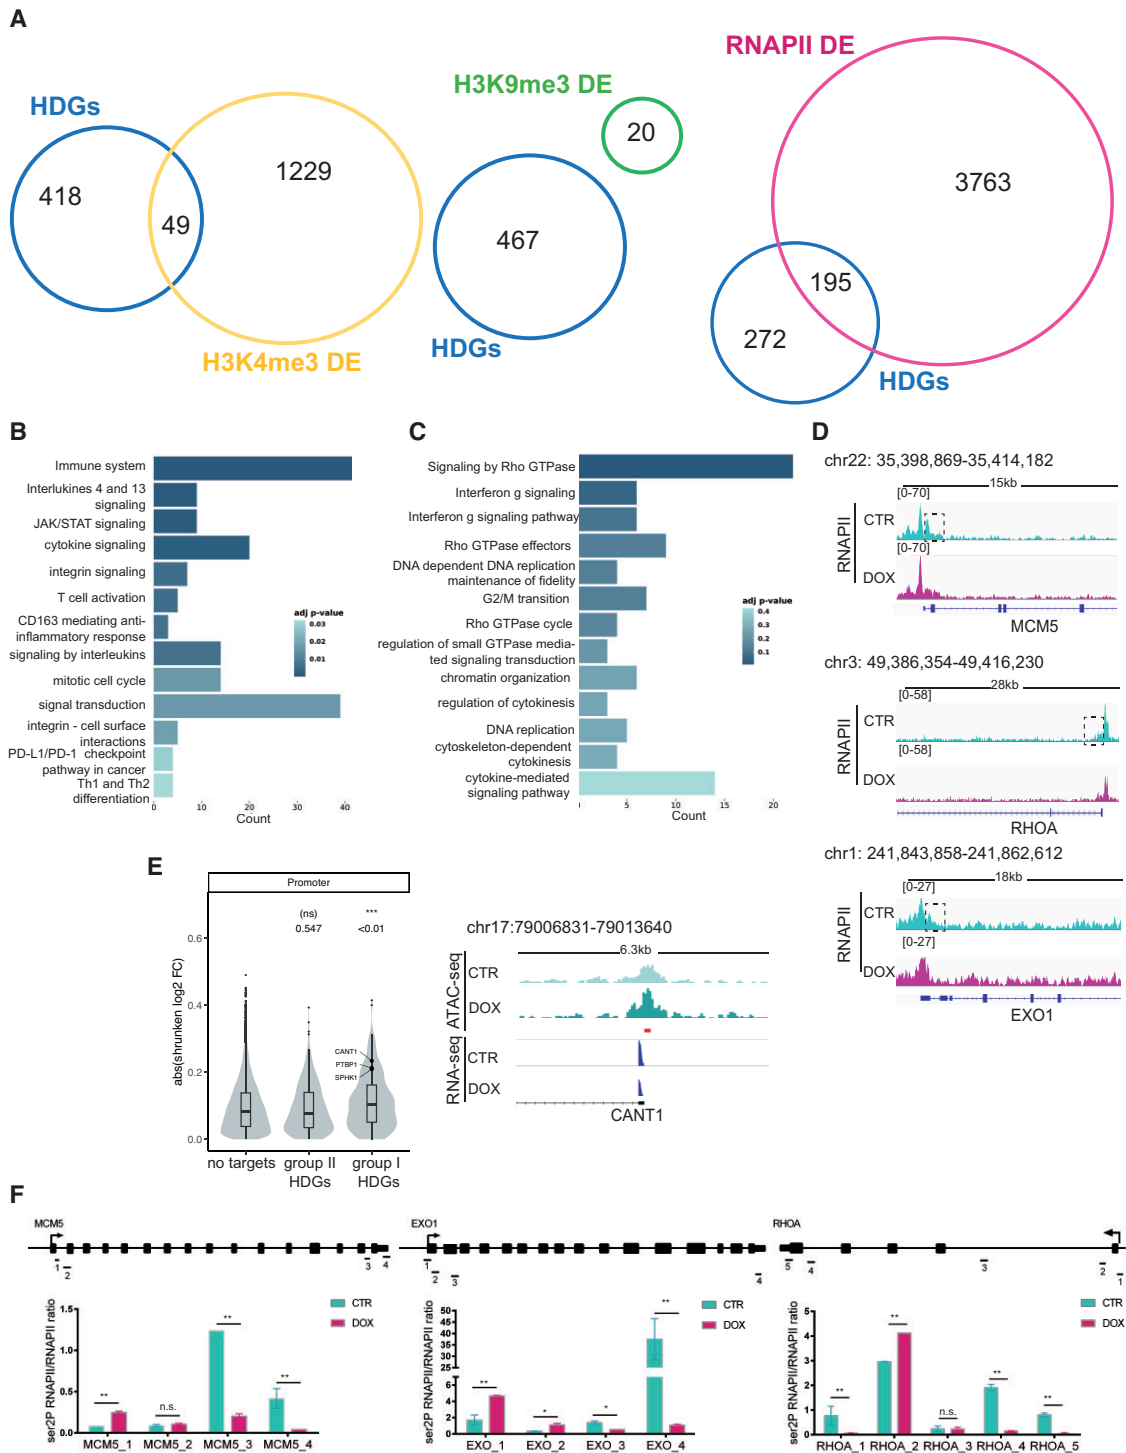 A
HDGs
418
49
1229
H3K4me3 DE
H3K9me3 DE
20
467
HDGs
RNAPII DE
3763
195
272
HDGs
B
Immune system
Interlukines 4 and 13
signaling
JAK/STAT signaling
cytokine signaling
integrin signaling
T cell activation
CD163 mediating anti-
inflammatory response
signaling by interleukins
mitotic cell cycle
signal transduction
integrin - cell surface
interactions
PD-L1/PD-1 checkpoint
pathway in cancer
Th1 and Th2
differentiation
0 10 20 30 40
Count
adj p-value
0.03
0.02
0.01
C
Signaling by Rho GTPase
Interferon g signaling
Interferon g signaling pathway
Rho GTPase effectors
DNA dependent DNA replication
maintenance of fidelity
G2/M transition
Rho GTPase cycle
regulation of small GTPase media-
ted signaling transduction
chromatin organization
regulation of cytokinesis
DNA replication
cytoskeleton-dependent
cytokinesis
cytokine-mediated
signaling pathway
0 5 10 15 20
Count
adj p-value
0.4
0.3
0.2
0.1
D
chr22: 35,398,869-35,414,182
15kb
[0-70]
CTR
[0-70]
DOX
RNAPII
MCM5
chr3: 49,386,354-49,416,230
28kb
[0-58]
CTR
[0-58]
DOX
RNAPII
RHOA
chr1: 241,843,858-241,862,612
18kb
[0-27]
CTR
[0-27]
DOX
RNAPII
EXO1
E
Promoter
(ns)
0.547
***
<0.01
abs(shrunken log2 FC)
0.6
0.4
0.2
0.0
CANT1
PTBP1
SPHK1
no targets
group II
HDGs
group I
HDGs
chr17:79006831-79013640
6.3kb
ATAC-seq
CTR
DOX
RNA-seq
CTR
DOX
CANT1
F
MCM5
1
2
3
4
ser2P RNAPII/RNAPII ratio
1.5
1.0
0.5
0.0
**
n.s.
**
**
CTR
DOX
MCM5_1 MCM5_2 MCM5_3 MCM5_4
EXO1
1
2
3
4
ser2P RNAPII/RNAPII ratio
50
45
40
35
30
25
6
4
2
0
**
*
*
**
CTR
DOX
EXO_1 EXO_2 EXO_3 EXO_4
RHOA
5
4
3
2
1
ser2P RNAPII/RNAPII ratio
5
4
3
2
1
0
**
**
n.s.
**
**
CTR
DOX
RHOA_1 RHOA_2 RHOA_3 RHOA_4 RHOA_5